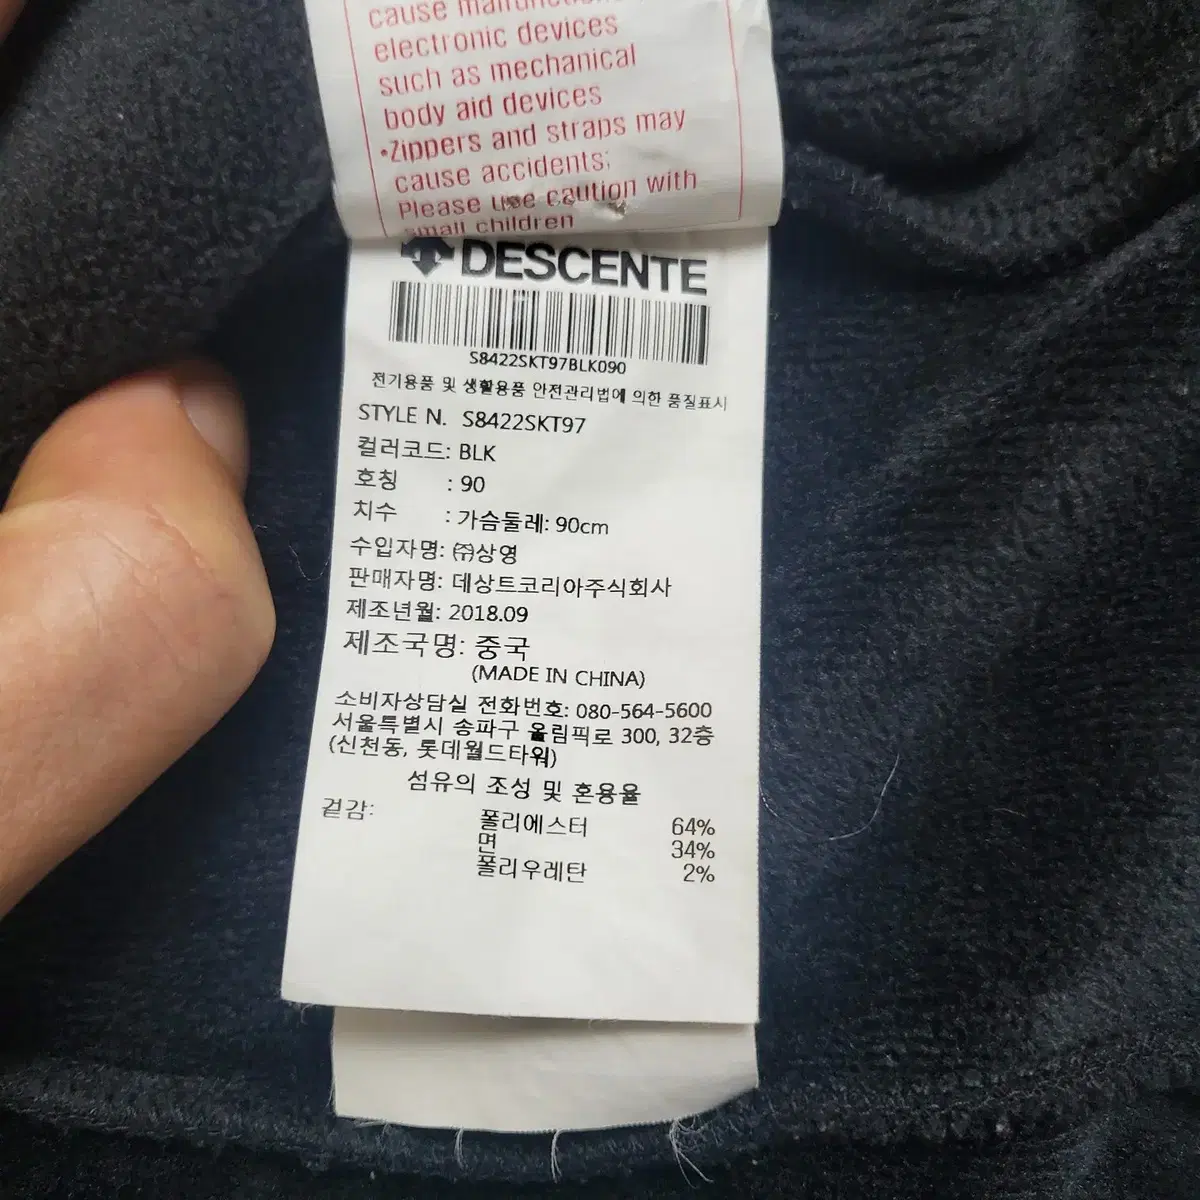 cause malfunctions
electronic devices
such as mechanical
body aid devices
•Zippers and straps may
cause accidents;
Please use caution with
small children
DESCENTE
S8422SKT97BLK090
전기용품 및 생활용품 안전관리법에 의한 품질표시
STYLE N. S8422SKT97
컬러코드: BLK
호칭 : 90
치수 : 가슴둘레: 90cm
수입자명: ㈜상영
판매자명: 데상트코리아주식회사
제조년월: 2018.09
제조국명: 중국
(MADE IN CHINA)
소비자상담실 전화번호: 080-564-5600
서울특별시 송파구 올림픽로 300, 32층
(신천동, 롯데월드타워)
섬유의 조성 및 혼용율
겉감:
폴리에스터 64%
면 34%
폴리우레탄 2%